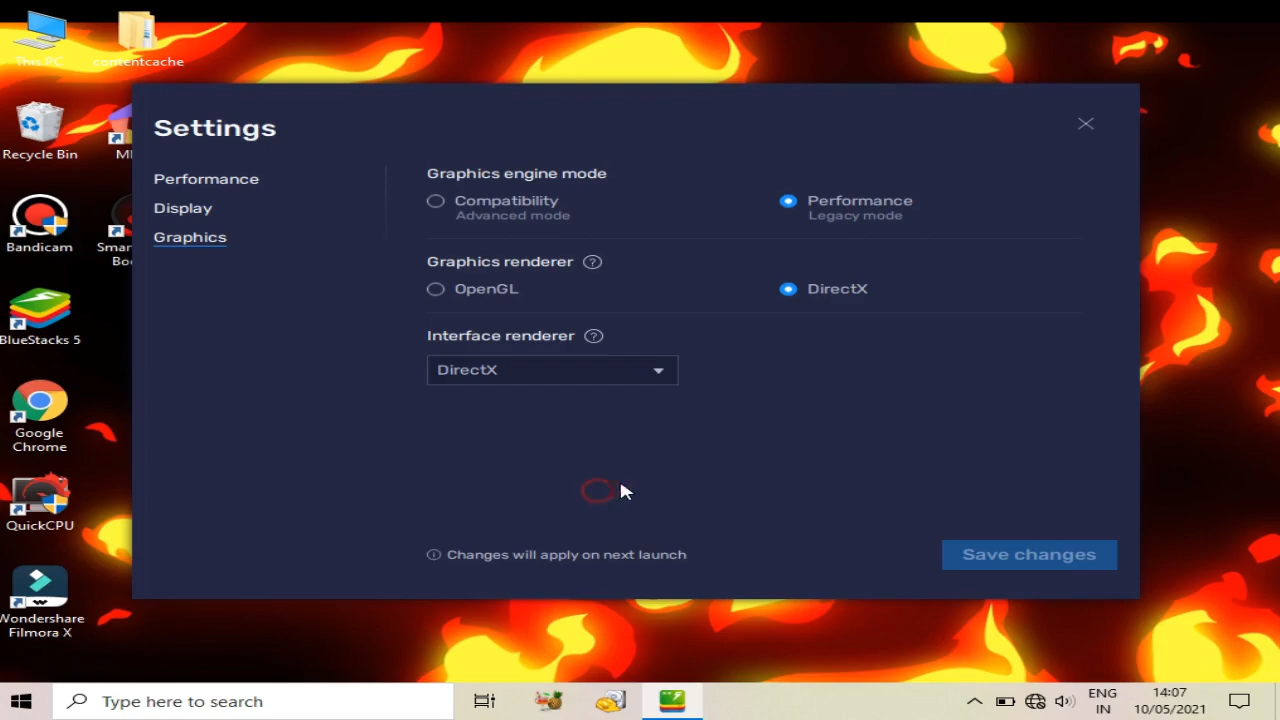 This PC
contentcache
Recycle Bin
Bandicam
BlueStacks 5
Google
Chrome
QuickCPU
Wondershare
Filmora X
Settings
Performance
Display
Graphics
Graphics engine mode
Compatibility
Advanced mode
Performance
Legacy mode
Graphics renderer ?
OpenGL
DirectX
Interface renderer ?
DirectX
Changes will apply on next launch
Save changes
Type here to search
ENG
IN
14:07
10/05/2021